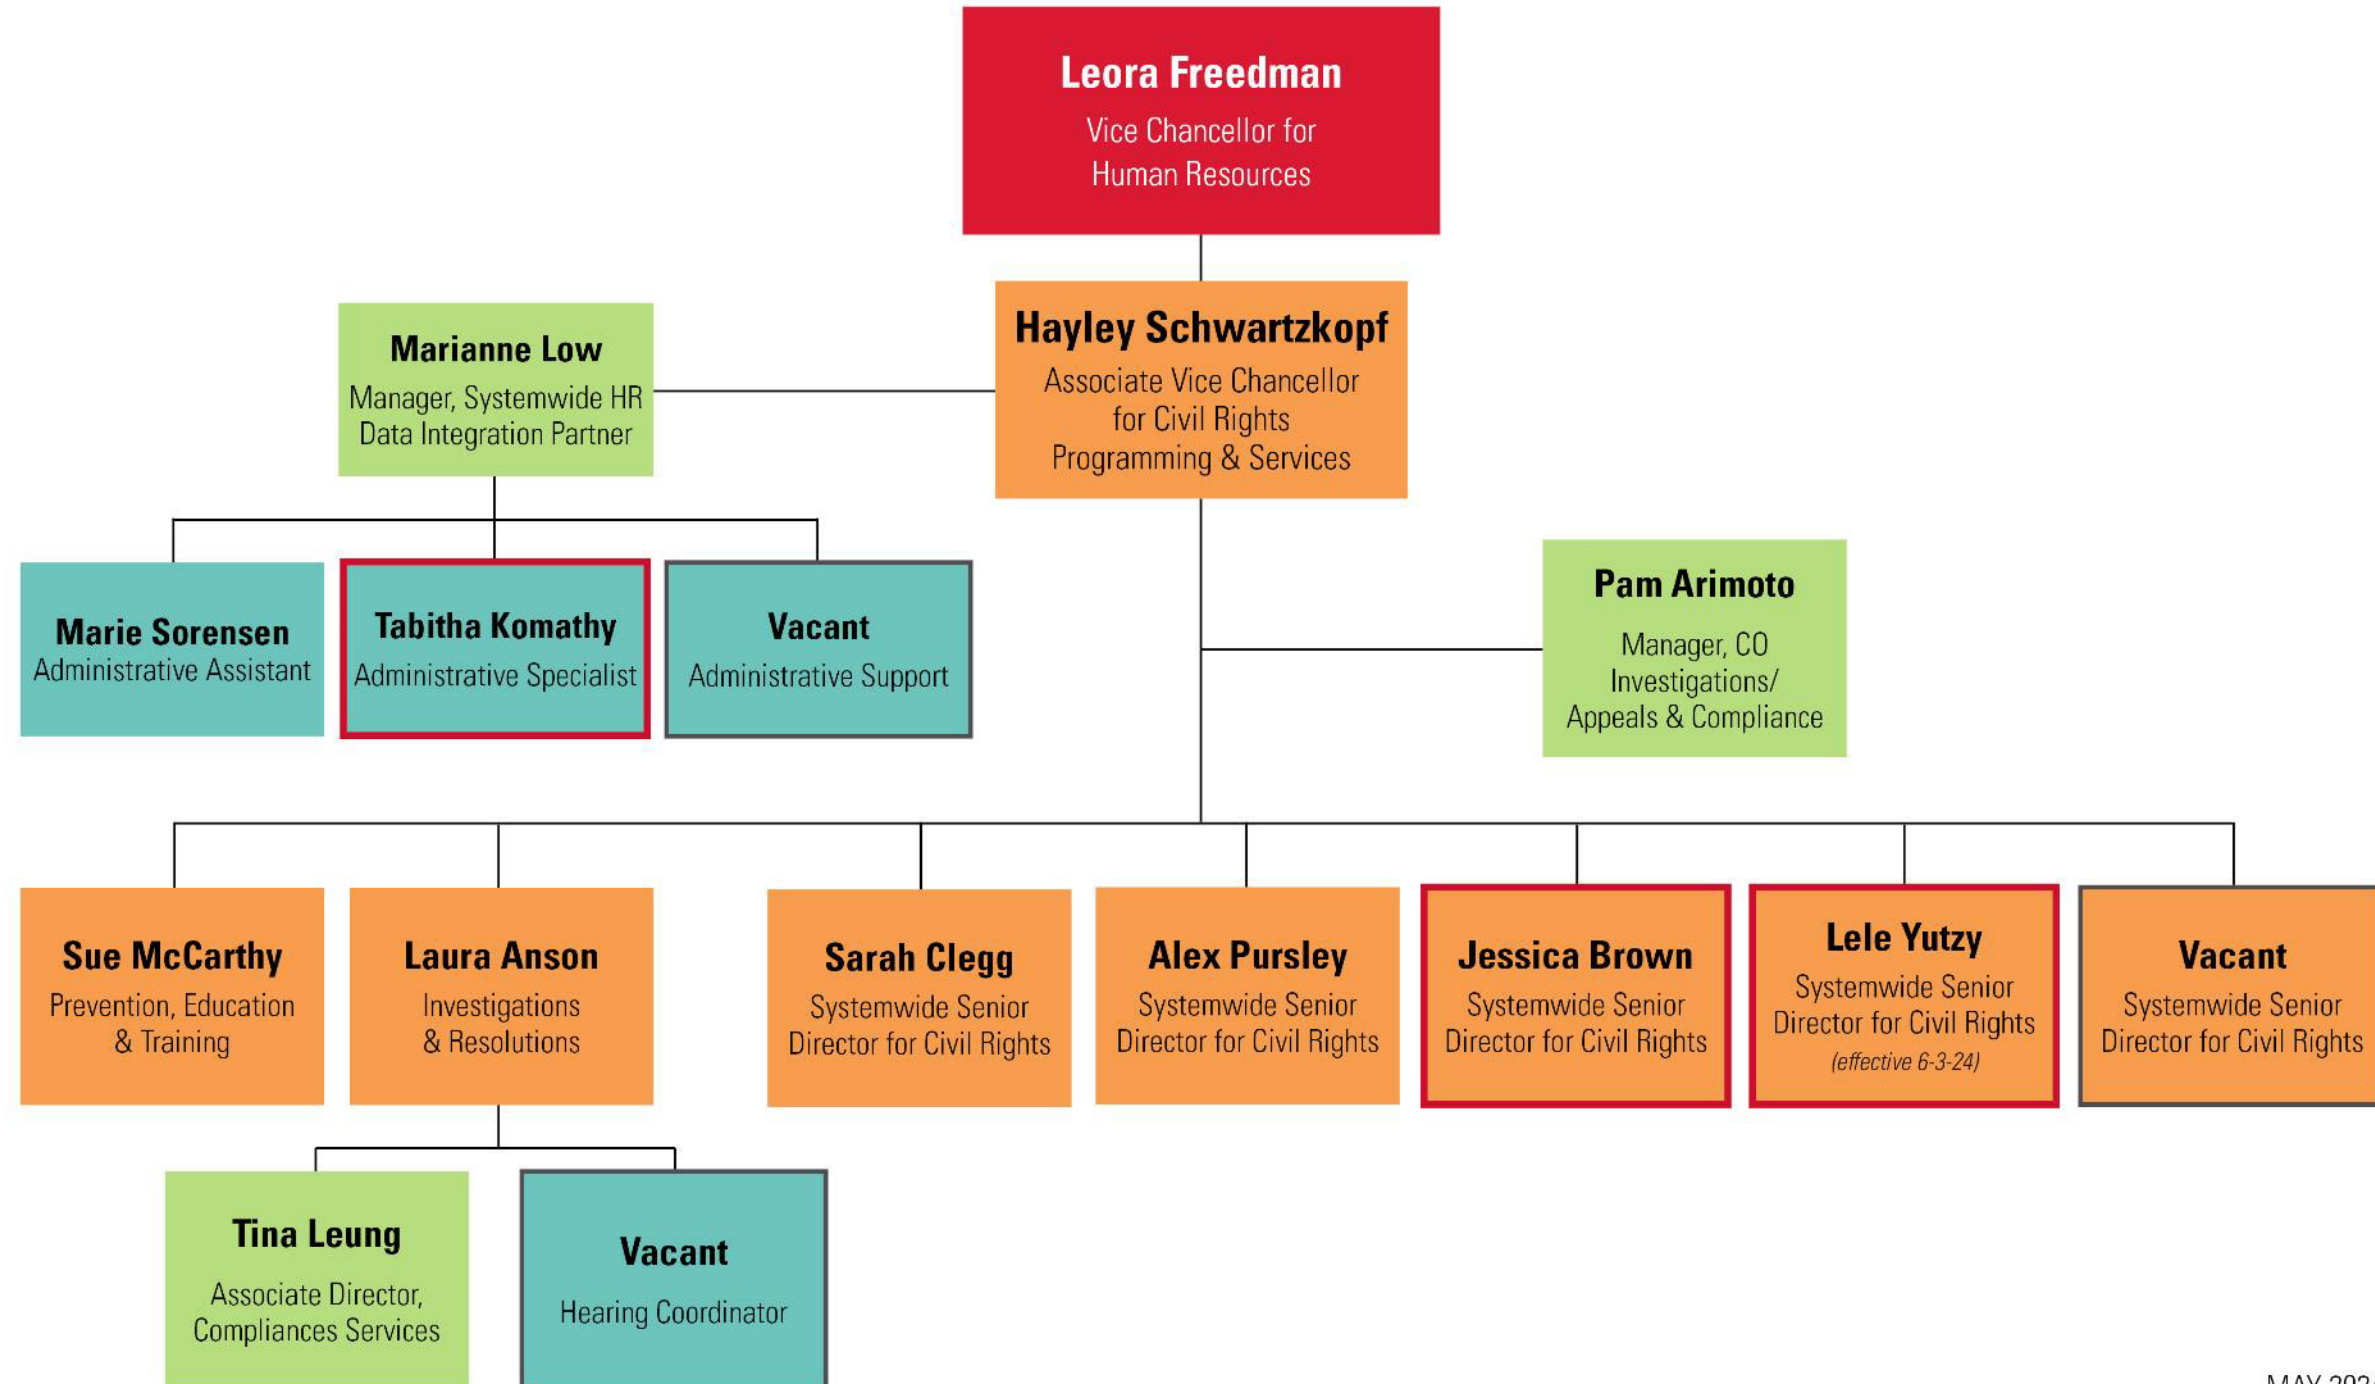 Leora Freedman
Vice Chancellor for
Human Resources
Marianne Low
Manager, Systemwide HR
Data Integration Partner
Hayley Schwartzkopf
Associate Vice Chancellor
for Civil Rights
Programming & Services
Marie Sorensen
Administrative Assistant
Tabitha Komathy
Administrative Specialist
Vacant
Administrative Support
Pam Arimoto
Manager, CO
Investigations/
Appeals & Compliance
Sue McCarthy
Prevention, Education
& Training
Laura Anson
Investigations
& Resolutions
Sarah Clegg
Systemwide Senior
Director for Civil Rights
Alex Pursley
Systemwide Senior
Director for Civil Rights
Jessica Brown
Systemwide Senior
Director for Civil Rights
Lele Yutzy
Systemwide Senior
Director for Civil Rights
(effective 6-3-24)
Vacant
Systemwide Senior
Director for Civil Rights
Tina Leung
Associate Director,
Compliances Services
Vacant
Hearing Coordinator
MAY